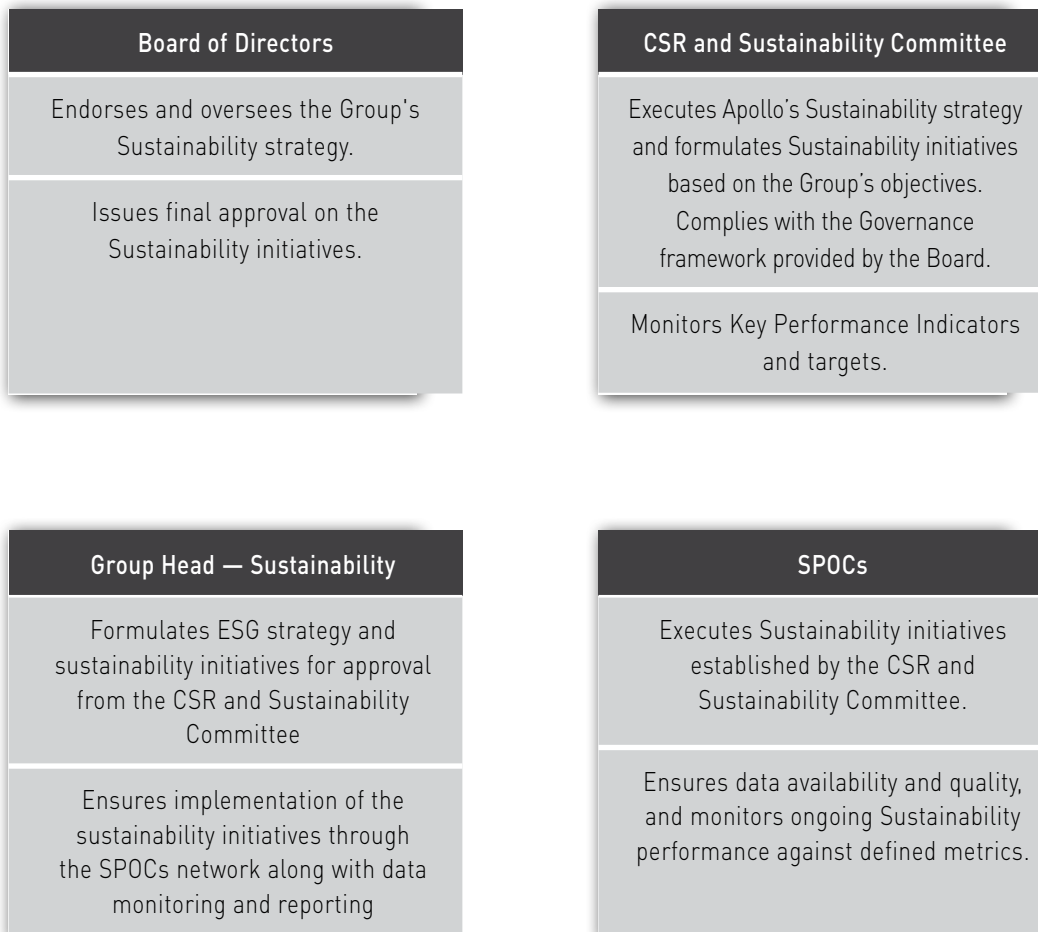 Board of Directors
Endorses and oversees the Group's
Sustainability strategy.
Issues final approval on the
Sustainability initiatives.
CSR and Sustainability Committee
Executes Apollo’s Sustainability strategy
and formulates Sustainability initiatives
based on the Group’s objectives.
Complies with the Governance
framework provided by the Board.
Monitors Key Performance Indicators
and targets.
Group Head — Sustainability
Formulates ESG strategy and
sustainability initiatives for approval
from the CSR and Sustainability
Committee
Ensures implementation of the
sustainability initiatives through
the SPOCs network along with data
monitoring and reporting
SPOCs
Executes Sustainability initiatives
established by the CSR and
Sustainability Committee.
Ensures data availability and quality,
and monitors ongoing Sustainability
performance against defined metrics.